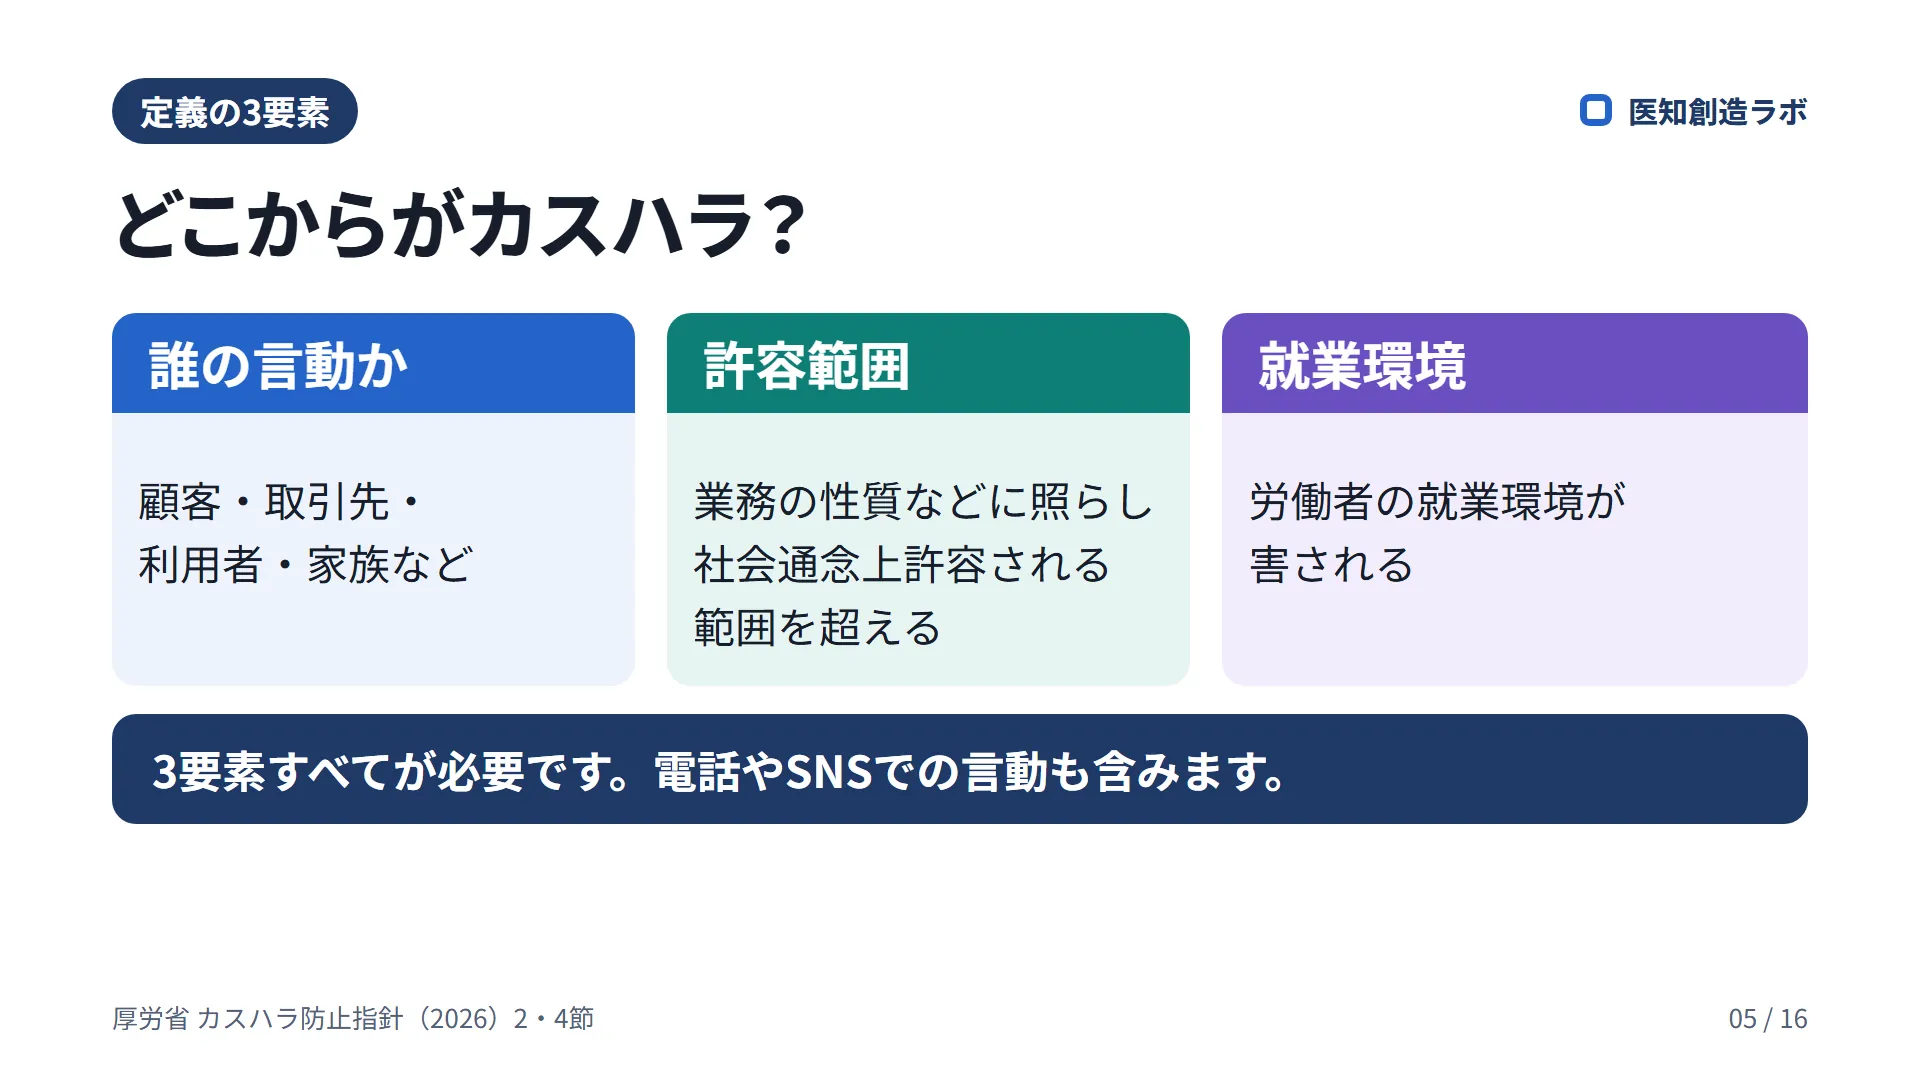 定義の3要素
医知創造ラボ
どこからがカスハラ？
誰の言動か
顧客・取引先・
利用者・家族など
許容範囲
業務の性質などに照らし
社会通念上許容される
範囲を超える
就業環境
労働者の就業環境が
害される
3要素すべてが必要です。電話やSNSでの言動も含みます。
厚労省 カスハラ防止指針（2026）2・4節
05 / 16